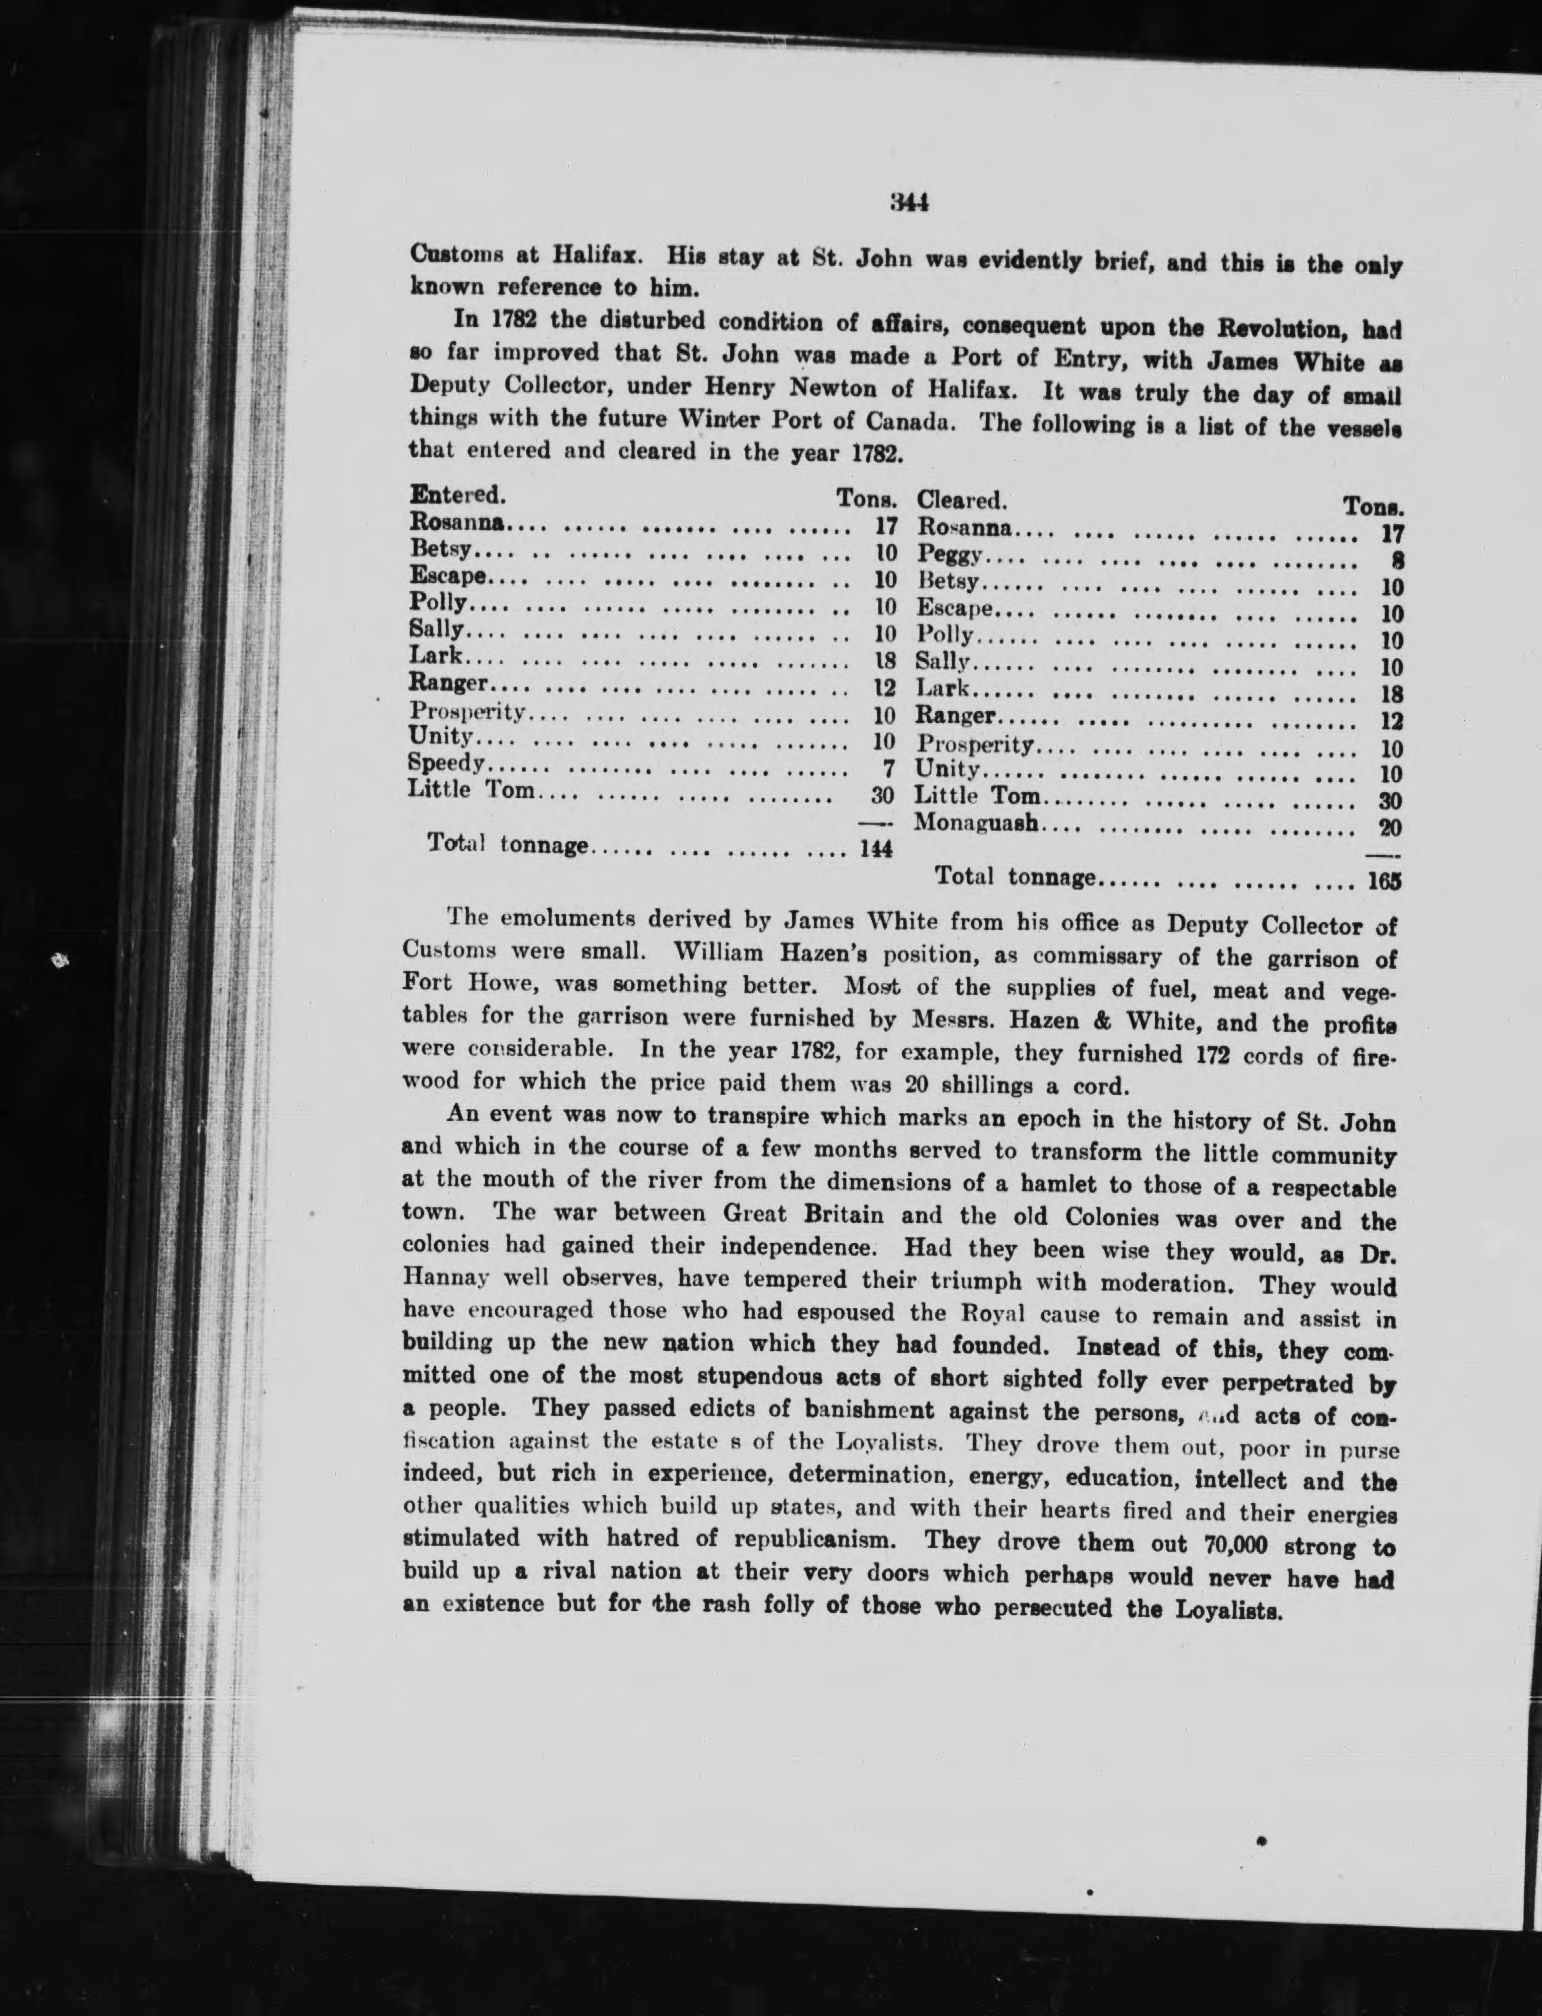 344
Customs at Halifax. His stay at St. John was evidently brief, and this is the only
known reference to him.
In 1782 the disturbed condition of affairs, consequent upon the Revolution, had
so far improved that St. John was made a Port of Entry, with James White as
Deputy Collector, under Henry Newton of Halifax. It was truly the day of small
things with the future Winter Port of Canada. The following is a list of the vessels
that entered and cleared in the year 1782.
Entered. Tons.
Rosanna.... ...... ....... .... ...... 17
Betsy.... .. ...... .... .... .... ... 10
Escape.... .... ..... .... ......... .. 10
Polly.... .... ...... ..... ......... .. 10
Sally.... .... .... .... .... ...... .. 10
Lark.... .... .... ..... ..... ....... 18
Ranger.... .... .... .... .... ...... .. 12
Prosperity.... .... .... .... .... .... 10
Unity.... .... .... .... ..... ....... 10
Speedy...... ........ .... .... ...... 7
Little Tom.... ...... ..... ........ 30
Total tonnage...... .... ...... .... 144
Cleared. Tons.
Rosanna.... .... ...... ...... ...... 17
Peggy.... .... .... .... .... ........ 8
Betsy...... .... .... .... ...... .... 10
Escape.... ...... ........ .... ...... 10
Polly...... .... .... .... ..... ...... 10
Sally...... .... ........ ........ .... 10
Lark...... .... ........ ...... ...... 18
Ranger...... ..... .......... ........ 12
Prosperity.... .... .... .... .... .... 10
Unity...... ........ ...... ...... .... 10
Little Tom......... ...... ..... ...... 30
Monaguash.... ........ ..... ........ 20
Total tonnage...... .... ...... .... 165
The emoluments derived by James White from his office as Deputy Collector of
Customs were small. William Hazen's position, as commissary of the garrison of
Fort Howe, was something better. Most of the supplies of fuel, meat and vege-
tables for the garrison were furnished by Messrs. Hazen & White, and the profits
were considerable. In the year 1782, for example, they furnished 172 cords of fire-
wood for which the price paid them was 20 shillings a cord.
An event was now to transpire which marks an epoch in the history of St. John
and which in the course of a few months served to transform the little community
at the mouth of the river from the dimensions of a hamlet to those of a respectable
town. The war between Great Britain and the old Colonies was over and the
colonies had gained their independence. Had they been wise they would, as Dr.
Hannay well observes, have tempered their triumph with moderation. They would
have encouraged those who had espoused the Royal cause to remain and assist in
building up the new nation which they had founded. Instead of this, they com-
mitted one of the most stupendous acts of short sighted folly ever perpetrated by
a people. They passed edicts of banishment against the persons, and acts of con-
fiscation against the estate s of the Loyalists. They drove them out, poor in purse
indeed, but rich in experience, determination, energy, education, intellect and the
other qualities which build up states, and with their hearts fired and their energies
stimulated with hatred of republicanism. They drove them out 70,000 strong to
build up a rival nation at their very doors which perhaps would never have had
an existence but for the rash folly of those who persecuted the Loyalists.